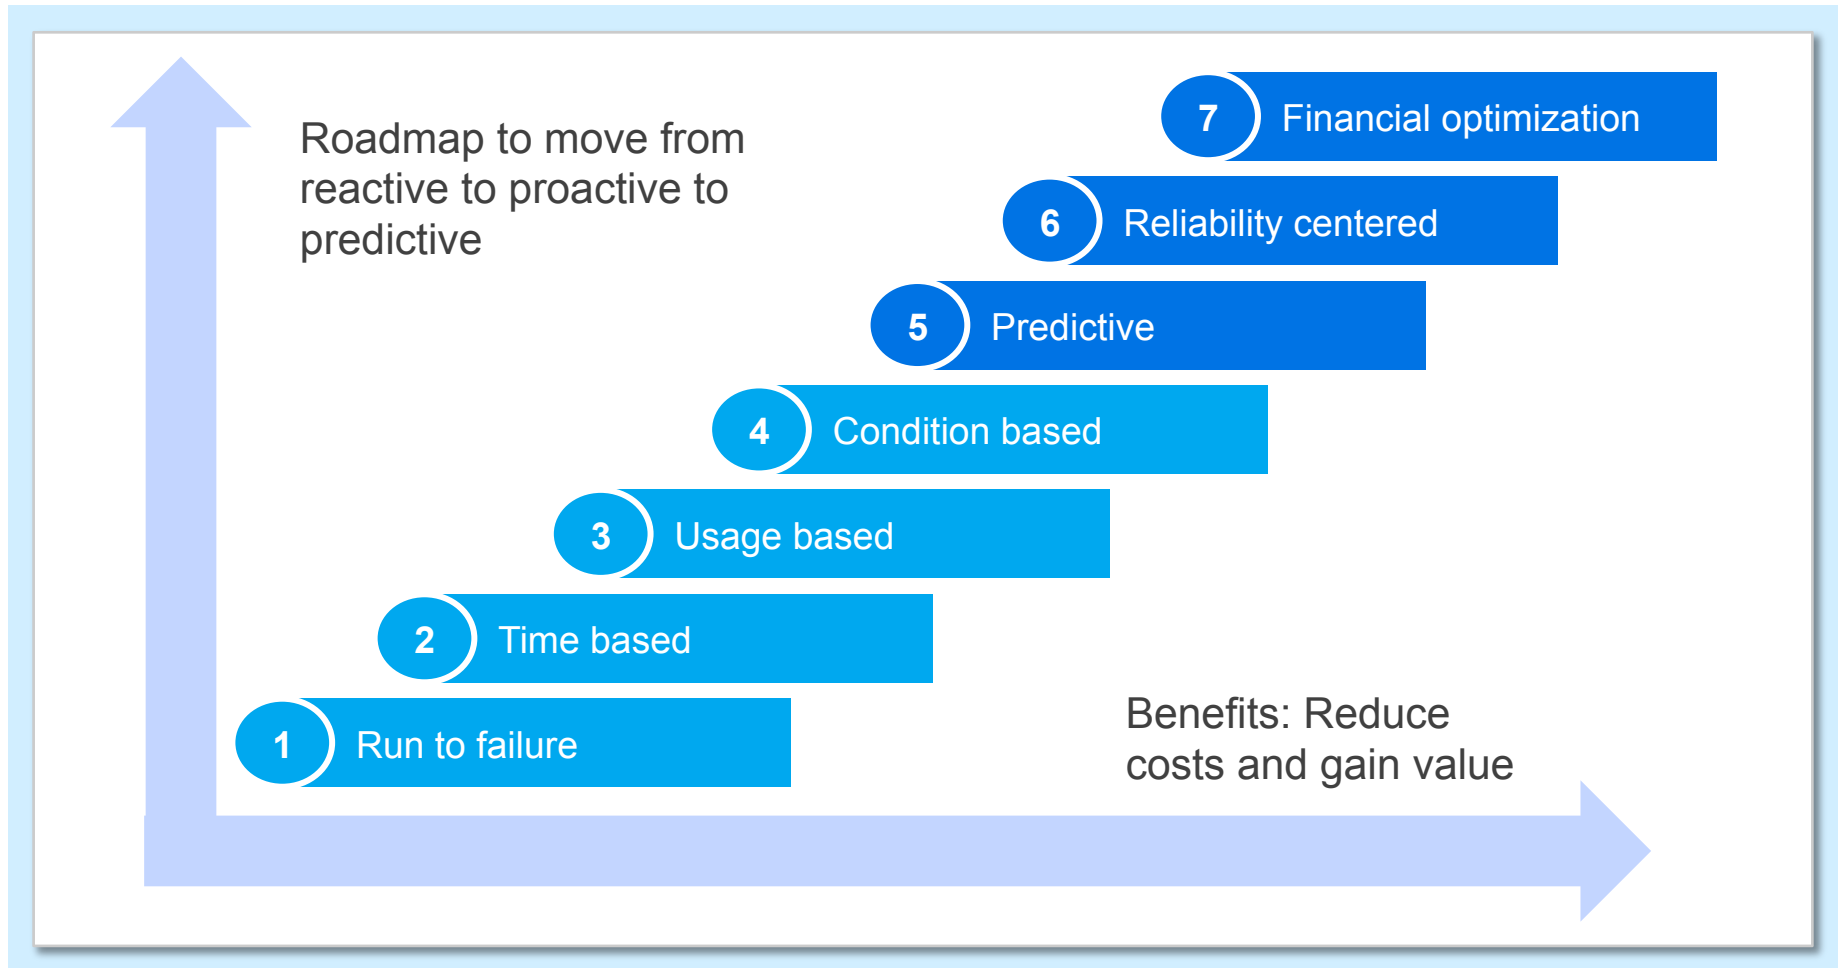 Roadmap to move from
reactive to proactive to
predictive
7 Financial optimization
6 Reliability centered
5 Predictive
4 Condition based
3 Usage based
2 Time based
1 Run to failure
Benefits: Reduce
costs and gain value